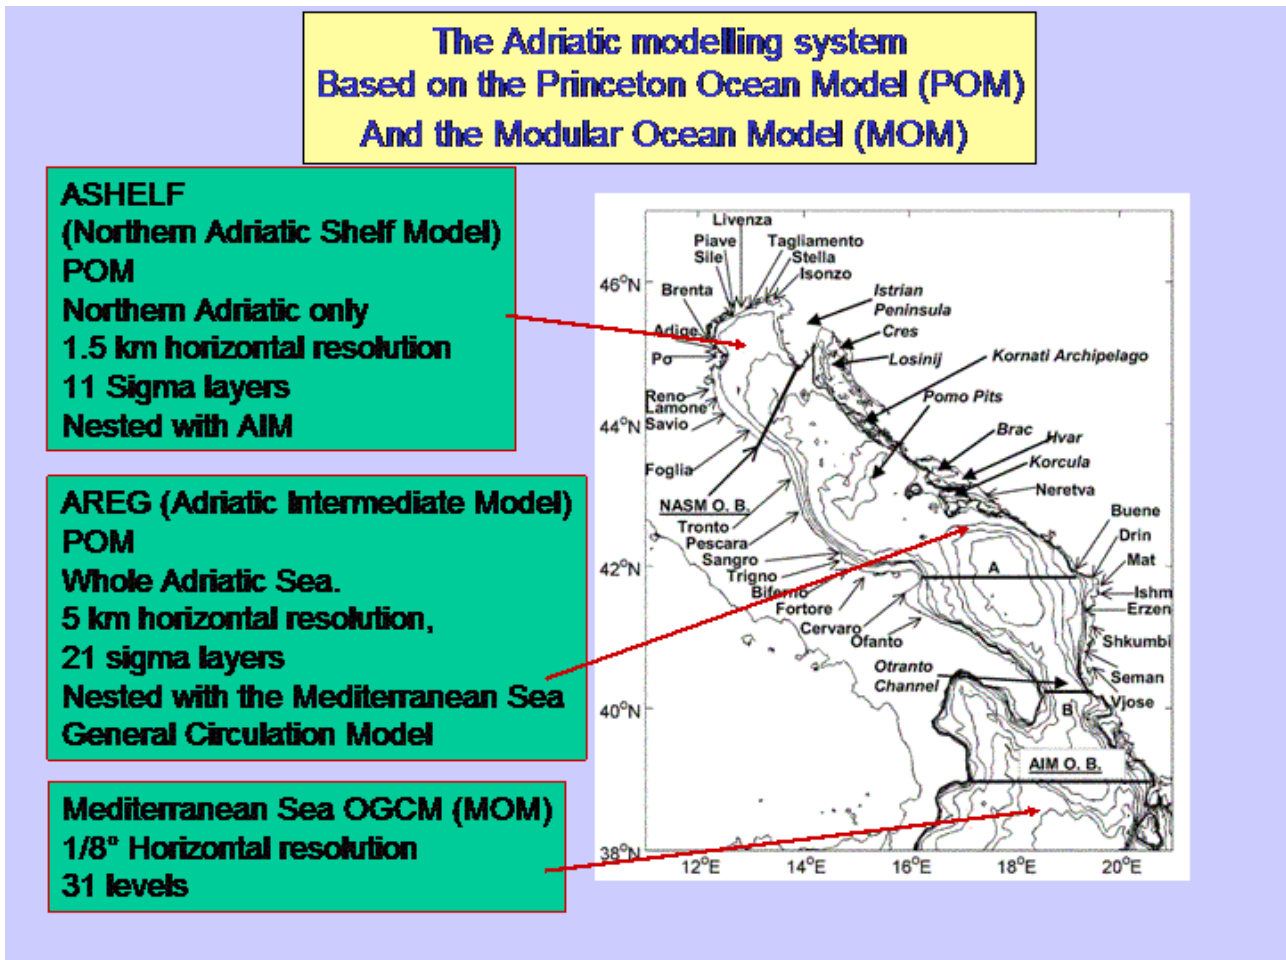 The Adriatic modelling system
Based on the Princeton Ocean Model (POM)
And the Modular Ocean Model (MOM)
ASHELF
(Northern Adriatic Shelf Model)
POM
Northern Adriatic only
1.5 km horizontal resolution
11 Sigma layers
Nested with AIM
AREG (Adriatic Intermediate Model)
POM
Whole Adriatic Sea.
5 km horizontal resolution,
21 sigma layers
Nested with the Mediterranean Sea
General Circulation Model
Mediterranean Sea OGCM (MOM)
1/8° Horizontal resolution
31 levels
Livenza
Piave
Tagliamento
Sile
Stella
Isonzo
46°N
Brenta
Istrian
Peninsula
Adige
Cres
Po
Losinij
Kornati Archipelago
Reno
Pomo Pits
Lamone
Savio
44°N
Brac
Hvar
Foglia
Korcula
Neretva
NASM O. B.
Buene
Tronto
Drin
Pescara
Sangro
Mat
42°N
A
Trigno
Biferno
Ishm
Fortore
Erzen
Cervaro
Ofanto
Shkumbi
Otranto
Channel
Seman
Vjose
40°N
B
AIM O. B.
38°N
12°E
14°E
16°E
18°E
20°E